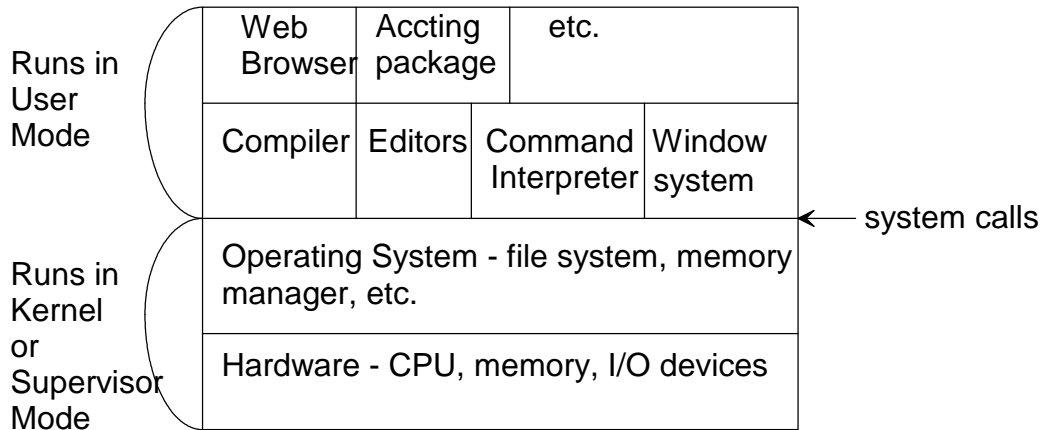 Runs in
User
Mode
Web
Browser
Accting
package
etc.
Compiler
Editors
Command
Interpreter
Window
system
system calls
Runs in
Kernel
or
Supervisor
Mode
Operating System - file system, memory
manager, etc.
Hardware - CPU, memory, I/O devices